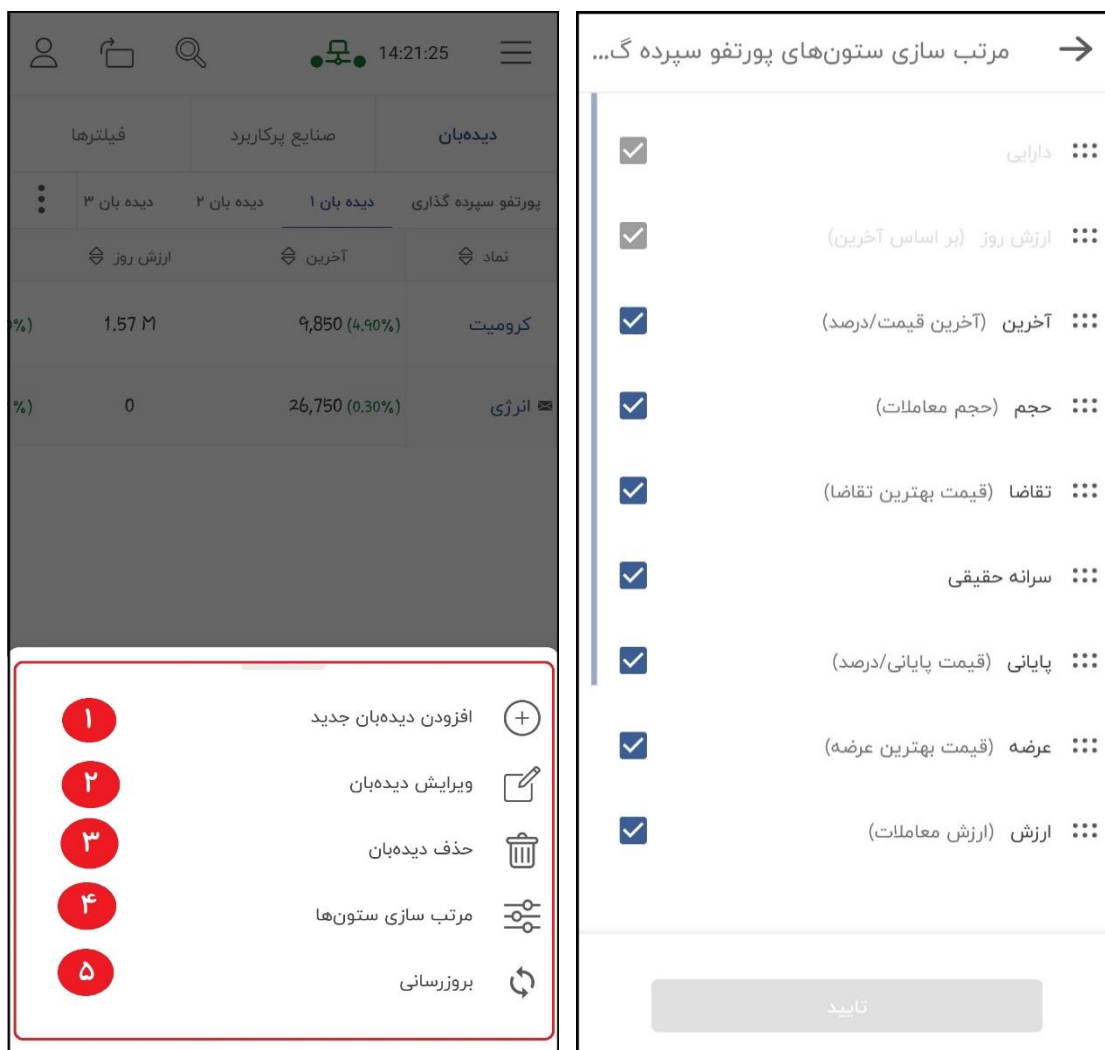 14:21:25
دیده‌بان
صنایع پرکاربرد
فیلترها
پورتفو سپرده گذاری
دیده بان ۱
دیده بان ۲
دیده بان ۳
نماد
آخرین
ارزش روز
کرومیت
9,850 (4.90%)
1.57 M
%)
انرژی
26,750 (0.30%)
0
%)
افزودن دیده‌بان جدید
۱
ویرایش دیده‌بان
۲
حذف دیده‌بان
۳
مرتب سازی ستون‌ها
۴
بروزرسانی
۵
مرتب سازی ستون‌های پورتفو سپرده گ...
دارایی
ارزش روز (بر اساس آخرین)
آخرین (آخرین قیمت/درصد)
حجم (حجم معاملات)
تقاضا (قیمت بهترین تقاضا)
سرانه حقیقی
پایانی (قیمت پایانی/درصد)
عرضه (قیمت بهترین عرضه)
ارزش (ارزش معاملات)
تایید